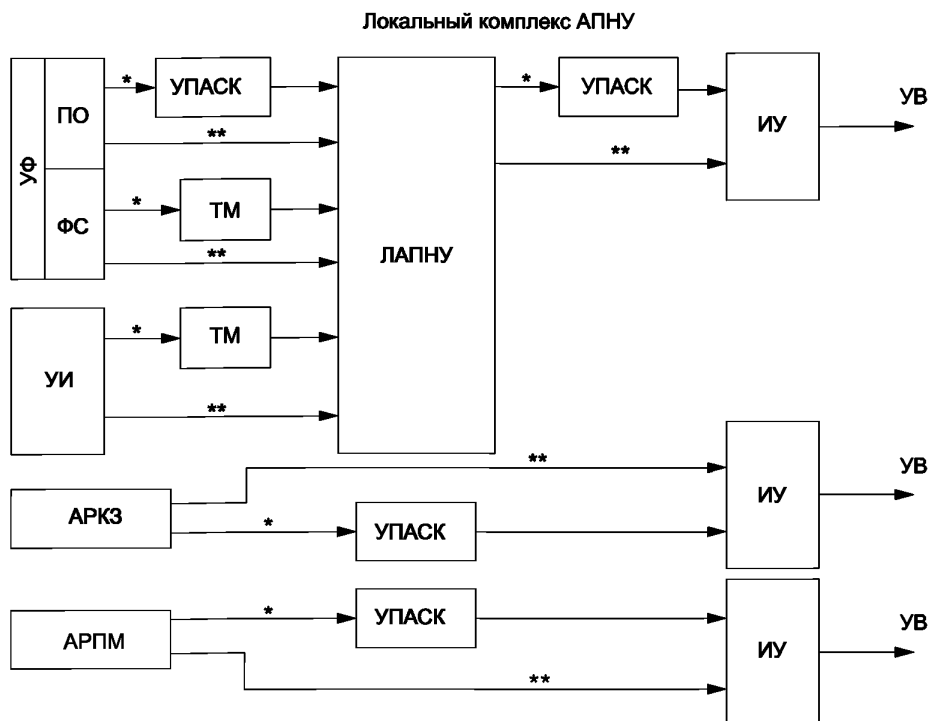 Локальный комплекс АПНУ
УФ
ПО
ФС
*
УПАСК
**
*
ТМ
**
УИ
*
ТМ
**
ЛАПНУ
*
УПАСК
**
ИУ
УВ
АРКЗ
**
*
УПАСК
ИУ
УВ
АРПМ
*
УПАСК
**
ИУ
УВ